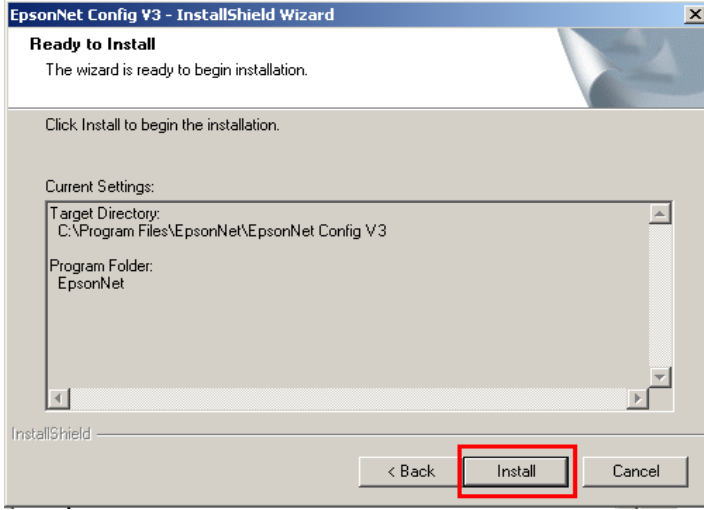 EpsonNet Config V3 - InstallShield Wizard
Ready to Install
The wizard is ready to begin installation.
Click Install to begin the installation.
Current Settings:
Target Directory:
C:\Program Files\EpsonNet\EpsonNet Config V3
Program Folder:
EpsonNet
InstallShield
< Back Install Cancel